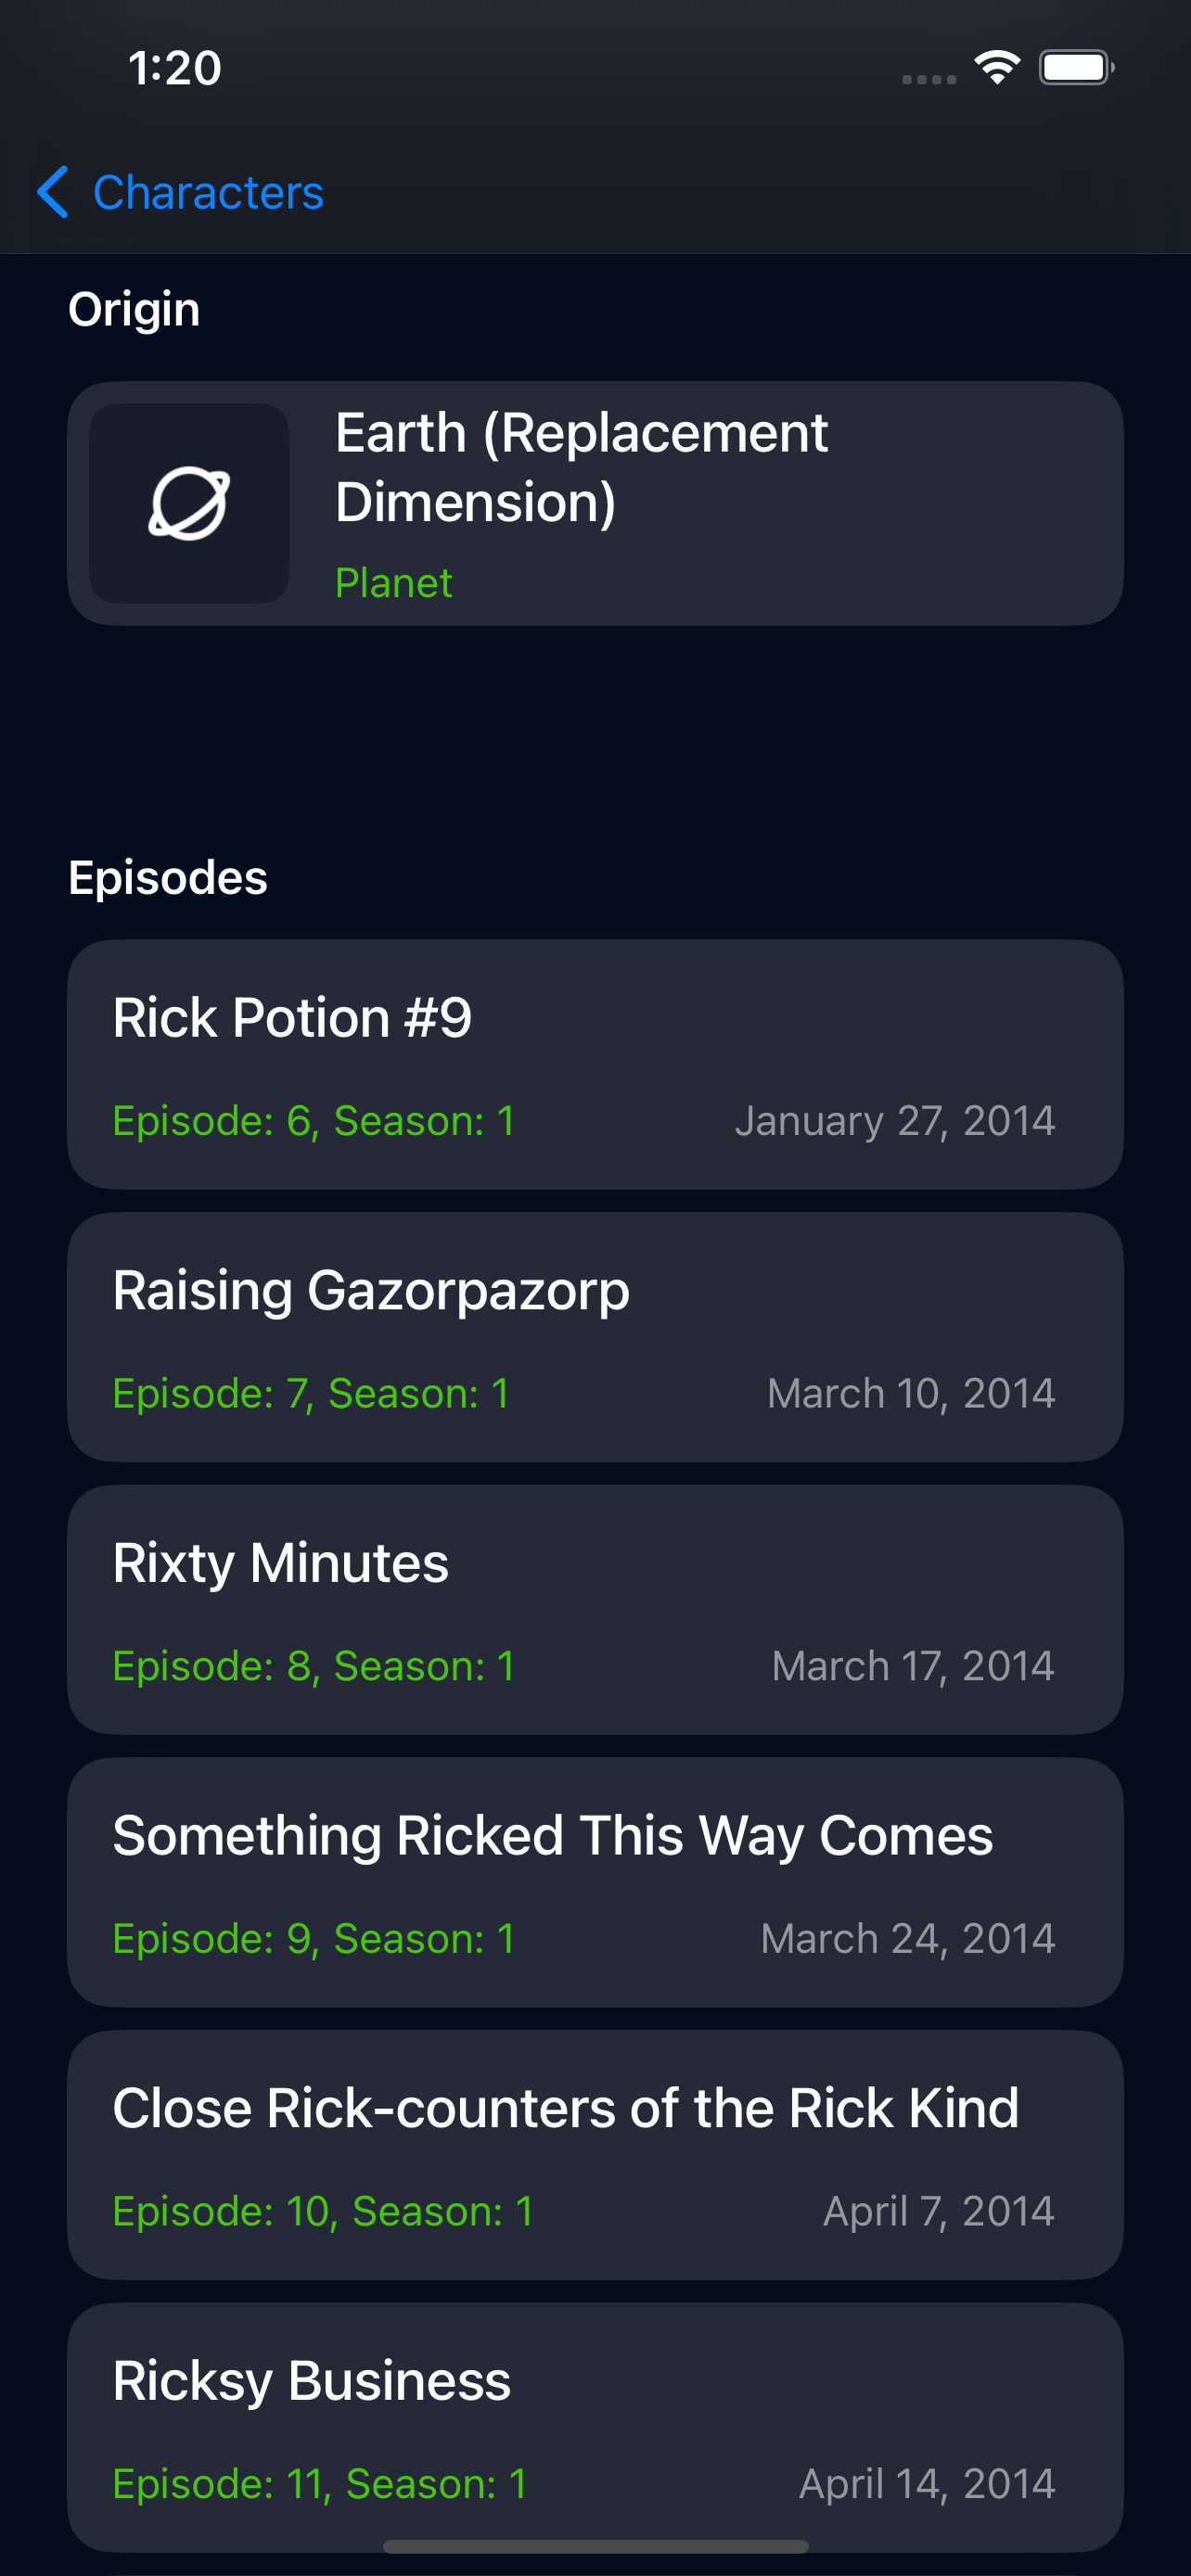 1:20
Characters
Origin
Earth (Replacement
Dimension)
Planet
Episodes
Rick Potion #9
Episode: 6, Season: 1
January 27, 2014
Raising Gazorpazorp
Episode: 7, Season: 1
March 10, 2014
Rixty Minutes
Episode: 8, Season: 1
March 17, 2014
Something Ricked This Way Comes
Episode: 9, Season: 1
March 24, 2014
Close Rick-counters of the Rick Kind
Episode: 10, Season: 1
April 7, 2014
Ricksy Business
Episode: 11, Season: 1
April 14, 2014